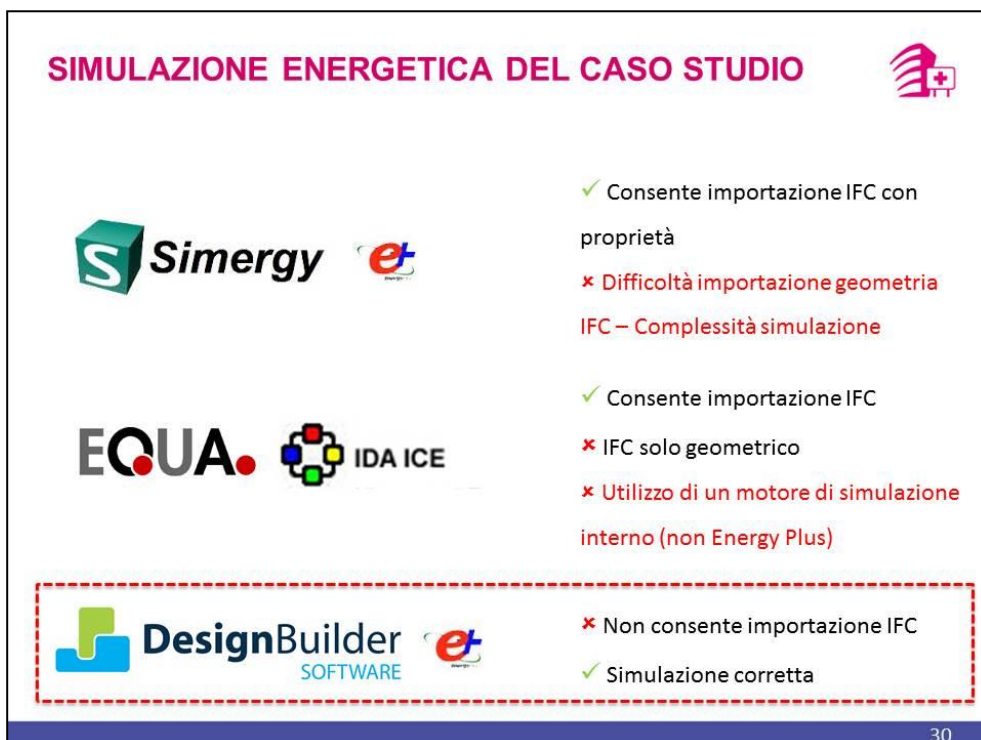 SIMULAZIONE ENERGETICA DEL CASO STUDIO
S Simergy e+
✓ Consente importazione IFC con
proprietà
× Difficoltà importazione geometria
IFC – Complessità simulazione
EQUA. IDA ICE
✓ Consente importazione IFC
× IFC solo geometrico
× Utilizzo di un motore di simulazione
interno (non Energy Plus)
DesignBuilder e+
SOFTWARE
× Non consente importazione IFC
✓ Simulazione corretta
30